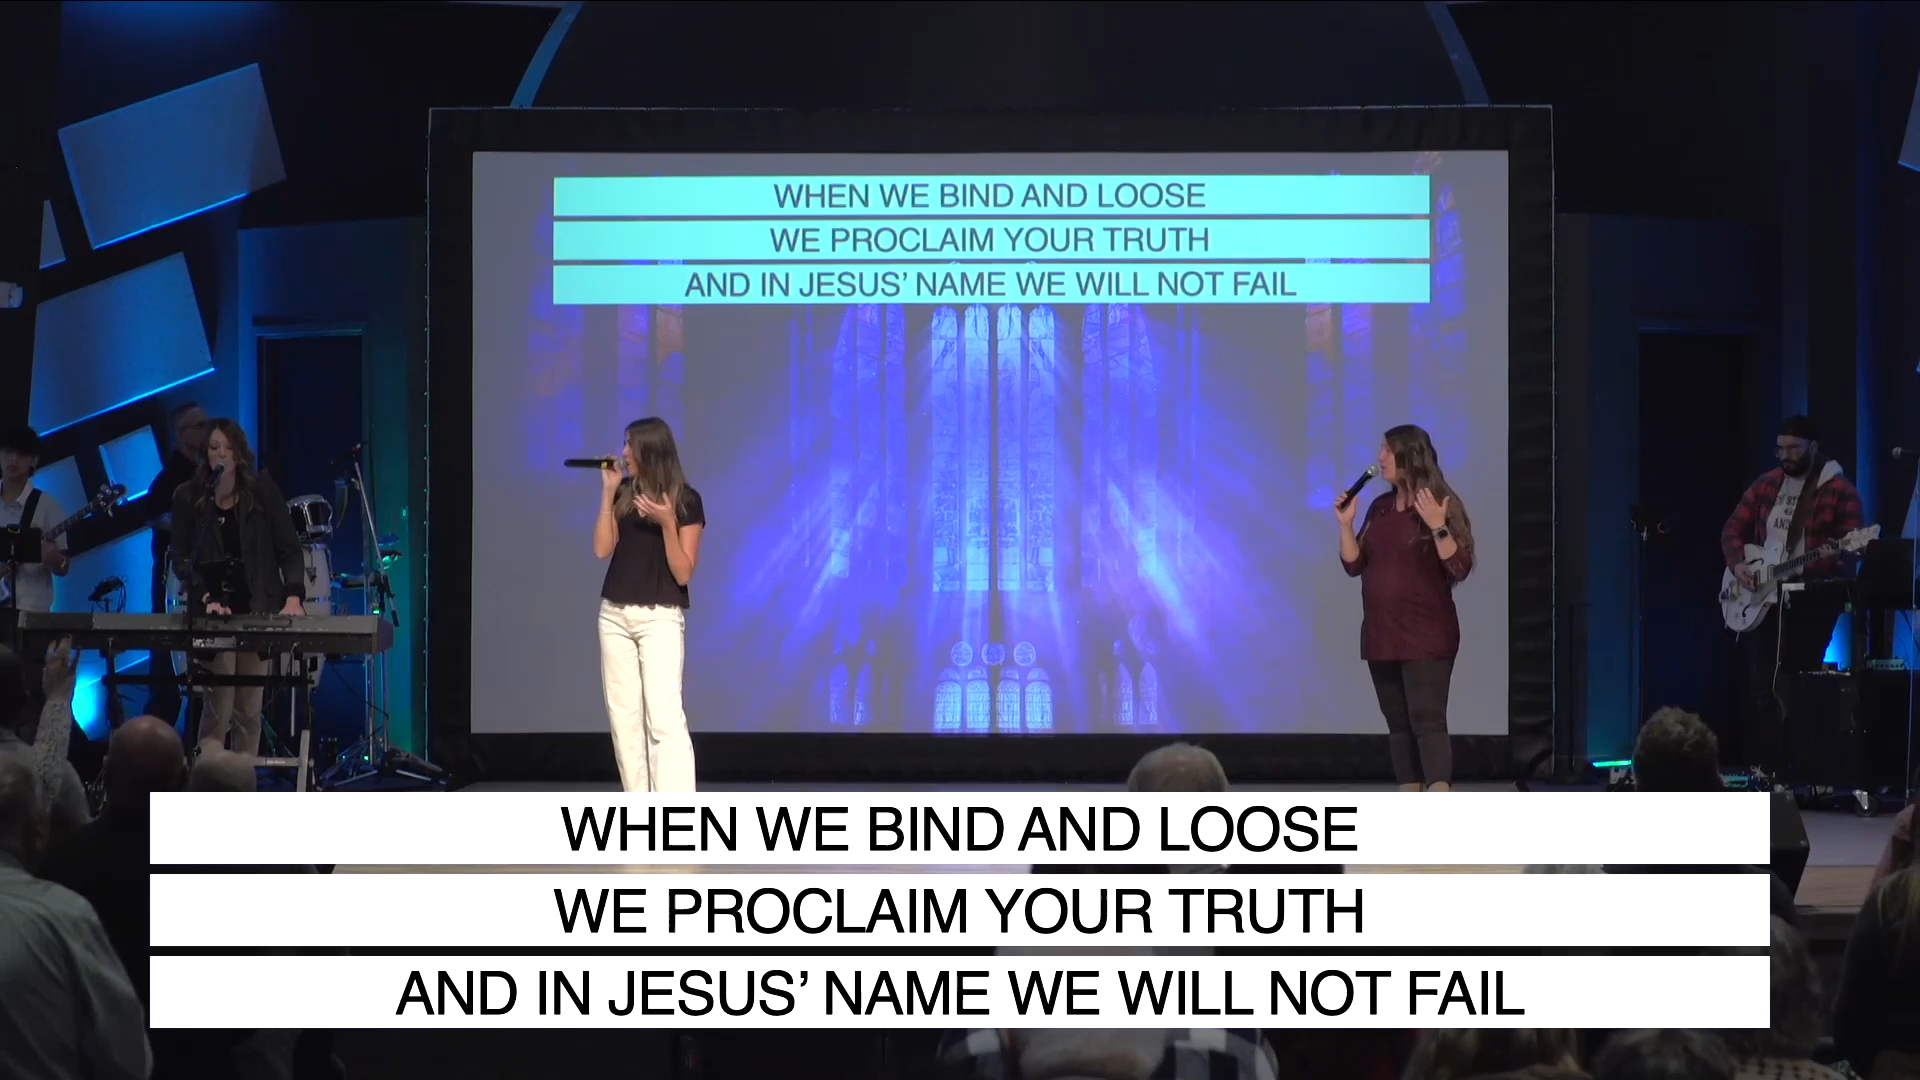 WHEN WE BIND AND LOOSE
WE PROCLAIM YOUR TRUTH
AND IN JESUS’ NAME WE WILL NOT FAIL
WHEN WE BIND AND LOOSE
WE PROCLAIM YOUR TRUTH
AND IN JESUS’ NAME WE WILL NOT FAIL